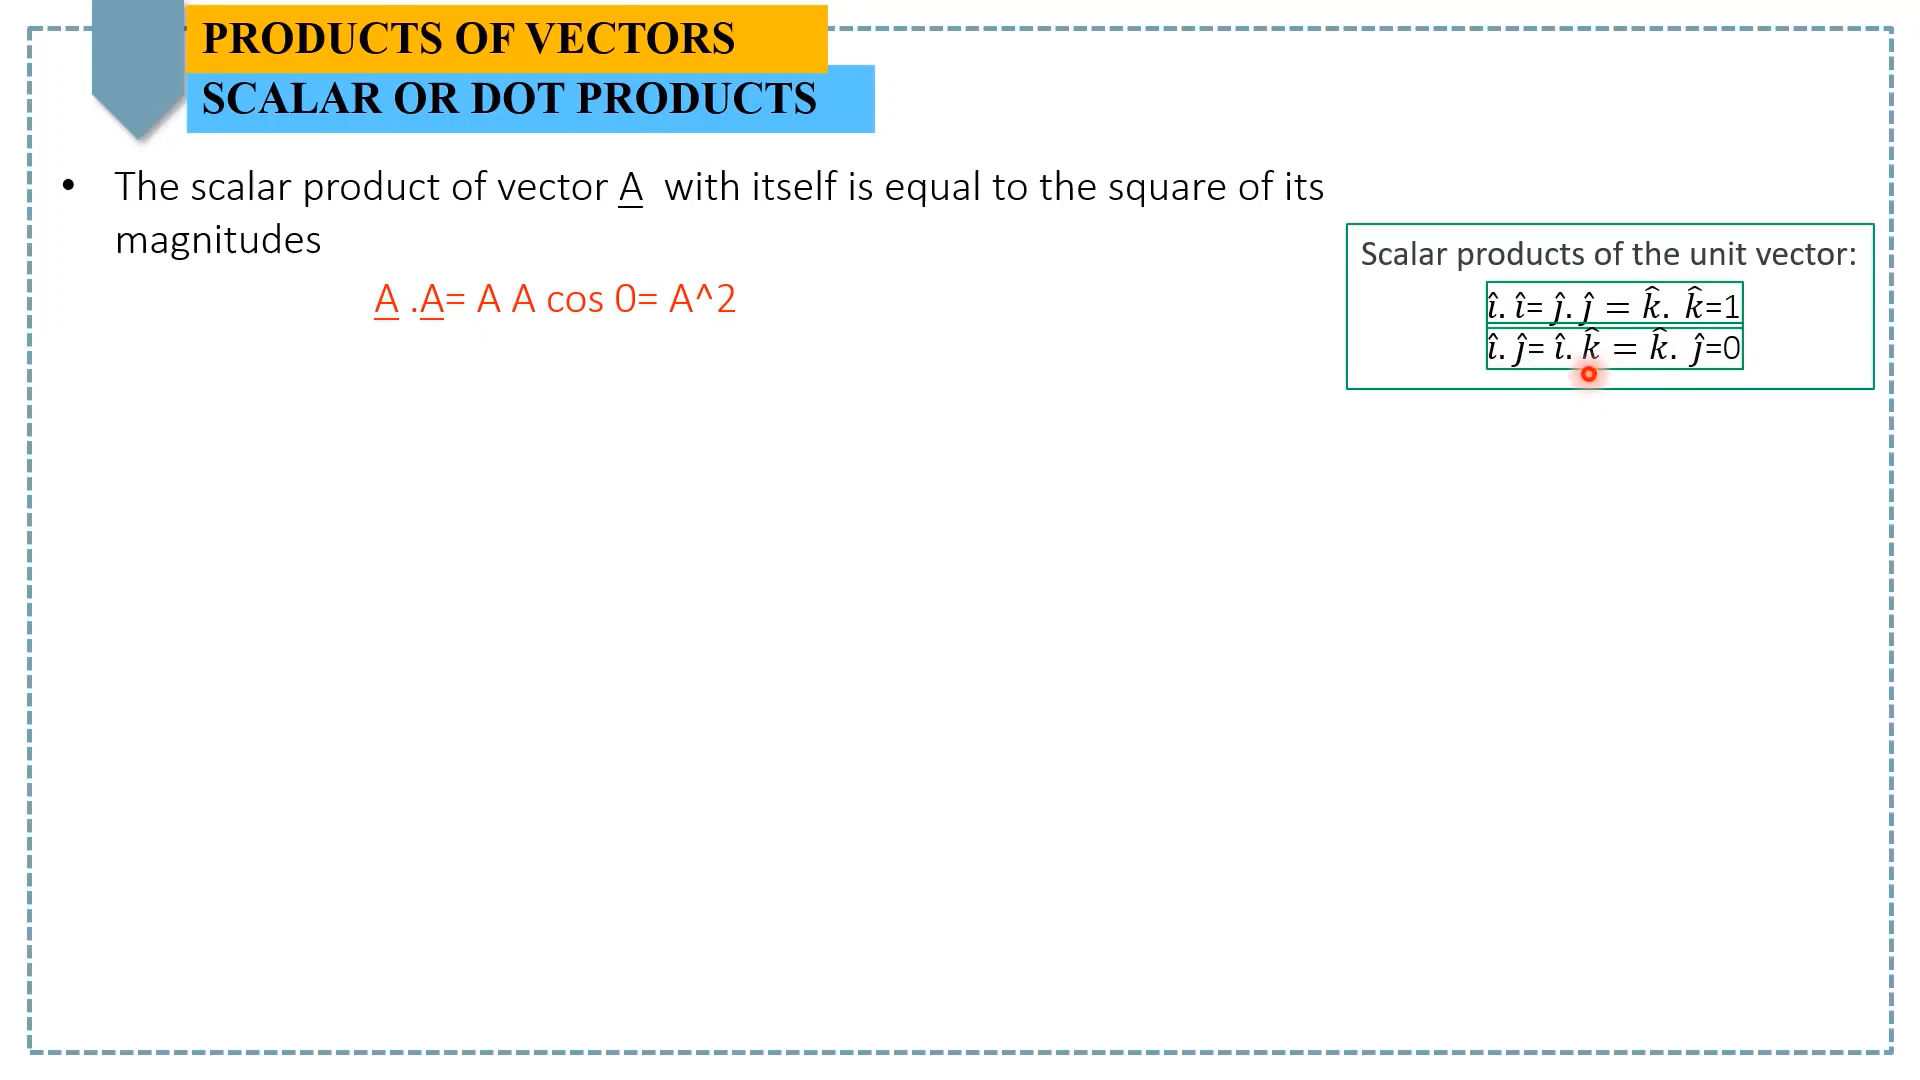 PRODUCTS OF VECTORS
SCALAR OR DOT PRODUCTS
• The scalar product of vector A with itself is equal to the square of its
magnitudes
A .A= A A cos 0= A^2
Scalar products of the unit vector:
î. î= ĵ. ĵ = k̂. k̂=1
î. ĵ= î. k̂ = k̂. ĵ=0